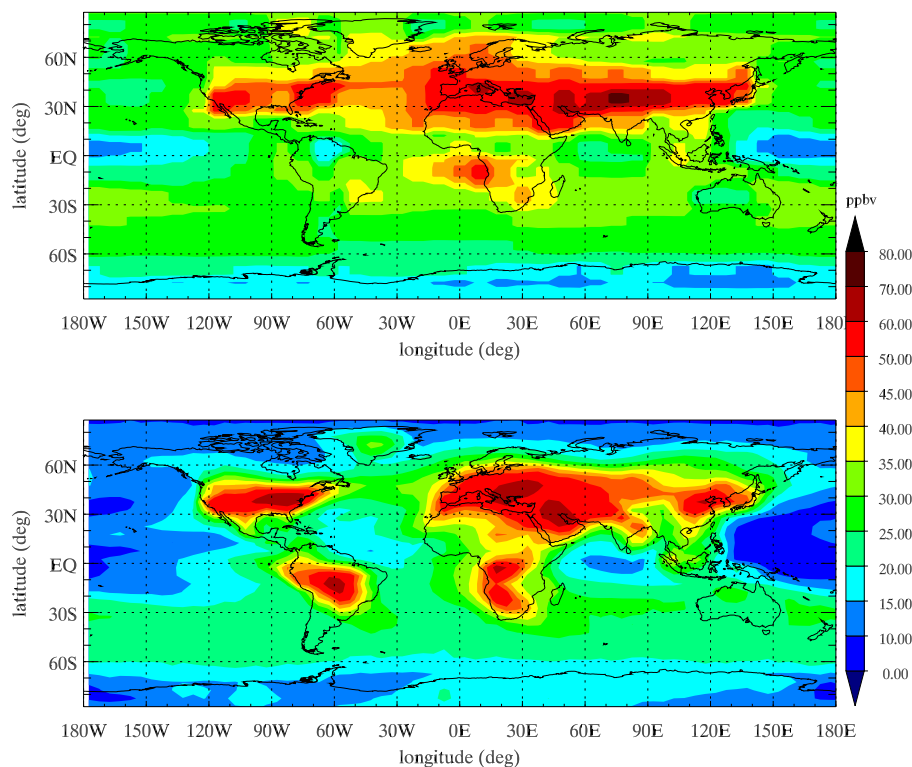 60N
30N
EQ
30S
60S
latitude (deg)
180W 150W 120W 90W 60W 30W 0E 30E 60E 90E 120E 150E 180E
longitude (deg)
ppbv
80.00
70.00
60.00
50.00
45.00
40.00
35.00
30.00
25.00
20.00
15.00
10.00
0.00
60N
30N
EQ
30S
60S
latitude (deg)
180W 150W 120W 90W 60W 30W 0E 30E 60E 90E 120E 150E 180E
longitude (deg)